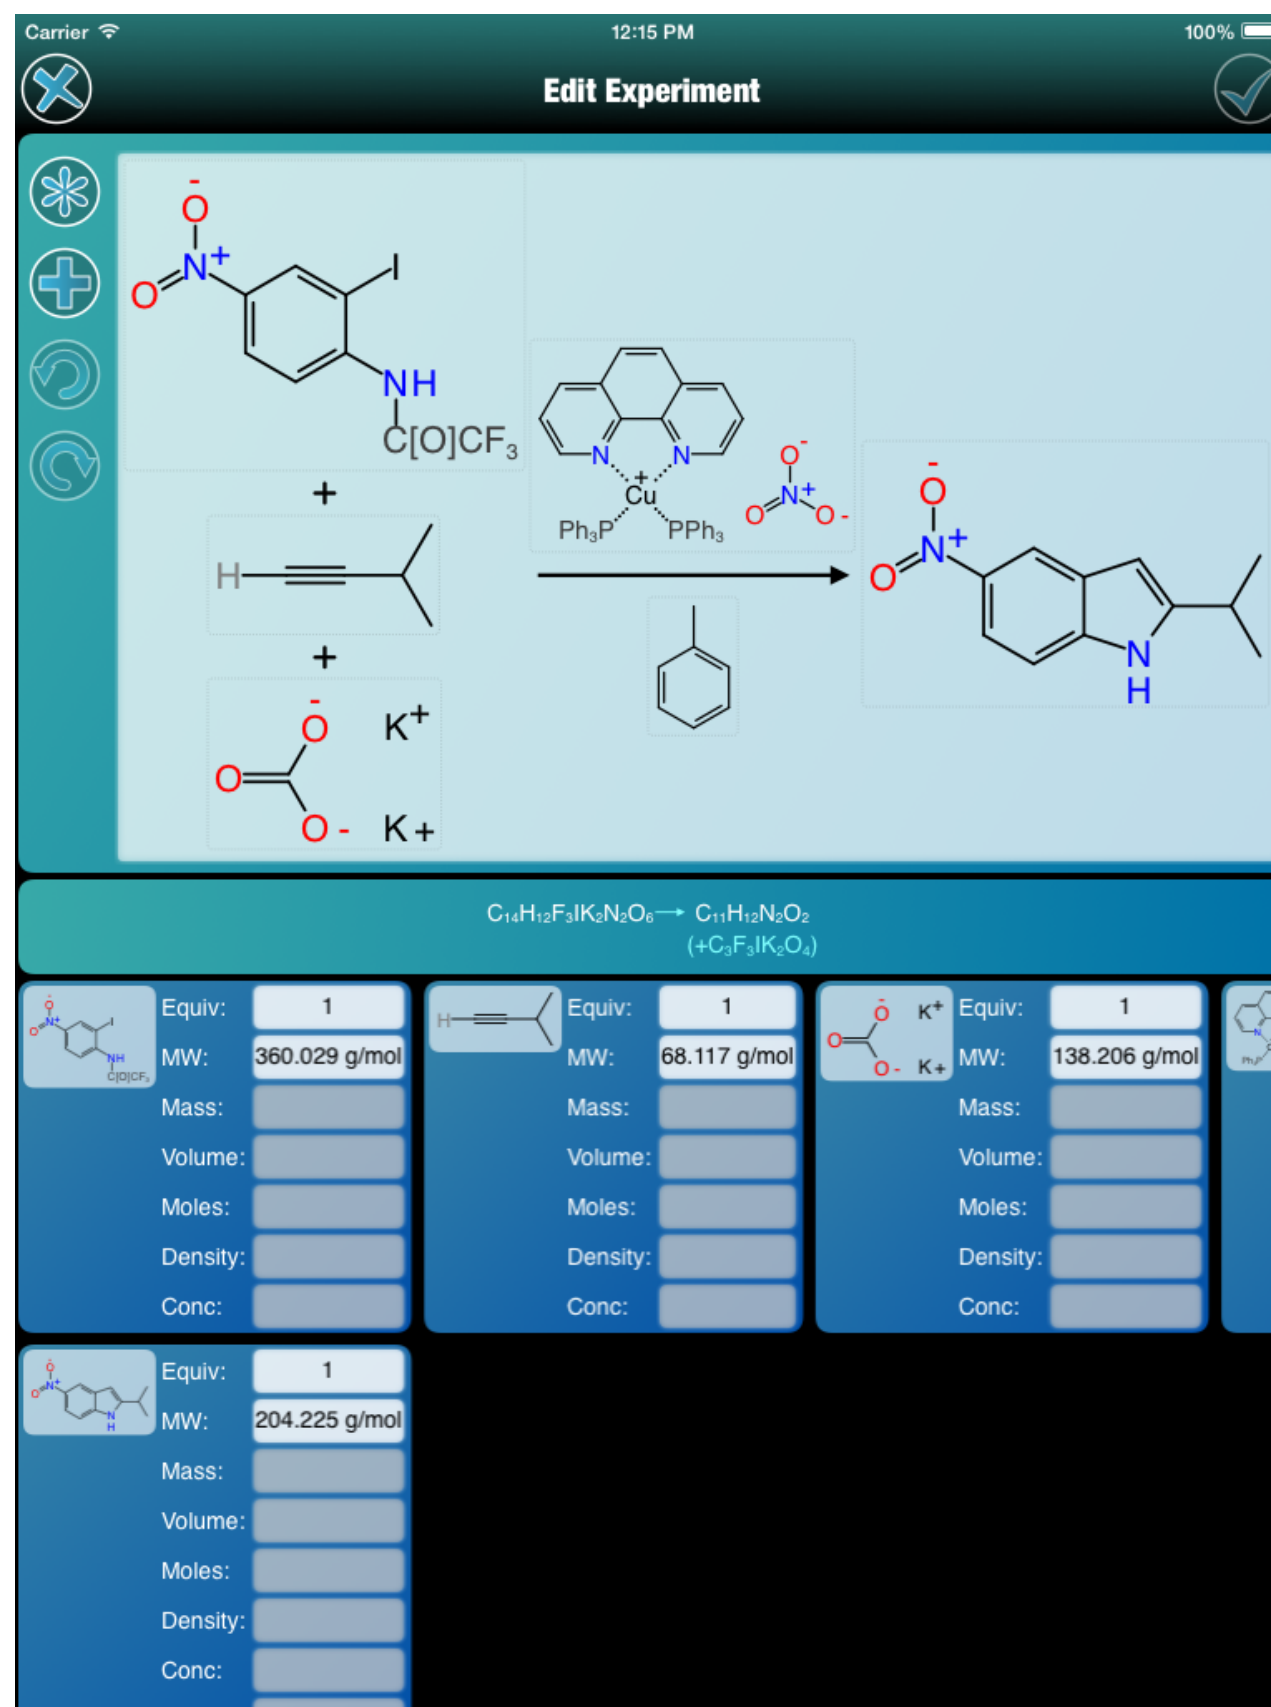 Carrier 12:15 PM 100%
Edit Experiment
O-
N+
O
I
NH
C[O]CF₃
+
H
+
O-
K+
O
O-
K+
N N
+
Cu
Ph₃P PPh₃
O-
N+
O O-
O-
N+
O
N
H
C₁₄H₁₂F₃IK₂N₂O₆→ C₁₁H₁₂N₂O₂
(+C₃F₃IK₂O₄)
O-
N+
O
I
NH
C[O]CF₃
Equiv: 1
MW: 360.029 g/mol
Mass:
Volume:
Moles:
Density:
Conc:
H
Equiv: 1
MW: 68.117 g/mol
Mass:
Volume:
Moles:
Density:
Conc:
O- K+
O
O- K+
Equiv: 1
MW: 138.206 g/mol
Mass:
Volume:
Moles:
Density:
Conc:
N
Ph₃P
O-
N+
O
N
H
Equiv: 1
MW: 204.225 g/mol
Mass:
Volume:
Moles:
Density:
Conc: